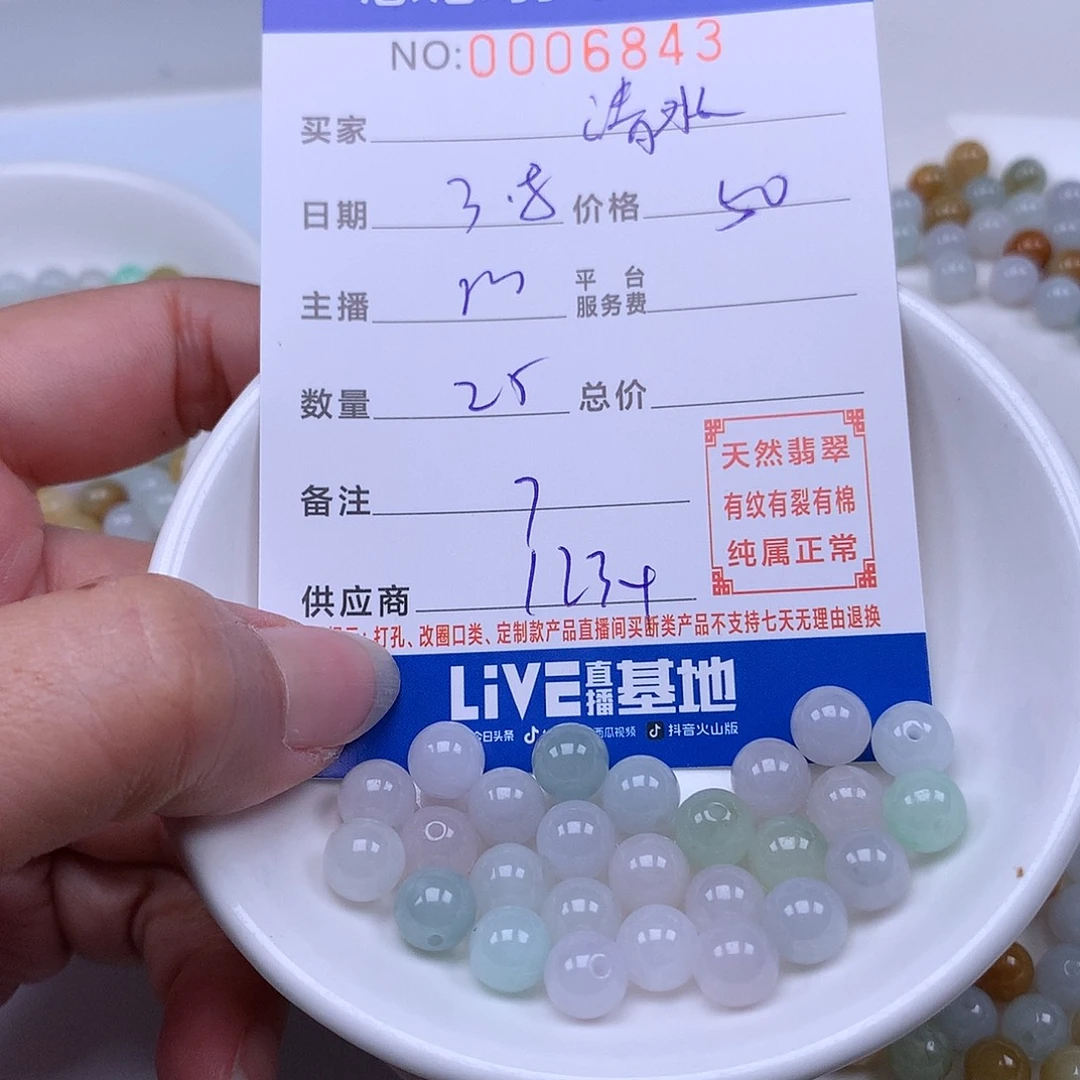 NO:0006843
买家 清水
日期 3.8 价格 50
主播 m 平台服务费
数量 25 总价
备注 7
供应商 1234
天然翡翠
有纹有裂有棉
纯属正常
打孔、改圈口类、定制款产品直播间买断类产品不支持七天无理由退换
LiVE直播基地
今日头条 西瓜视频 抖音火山版